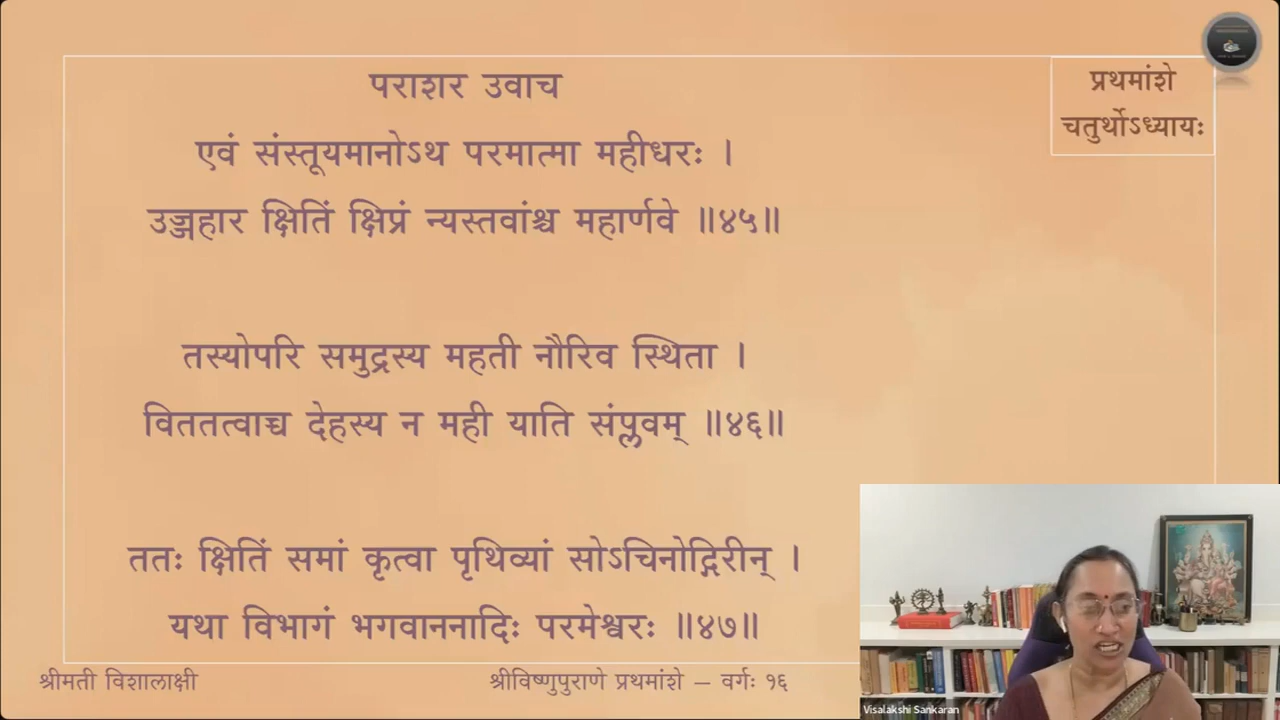 पराशर उवाच
प्रथमांशे
चतुर्थोऽध्यायः
एवं संस्तूयमानोऽथ परमात्मा महीधरः ।
उज्जहार क्षितिं क्षिप्रं न्यस्तवांश्च महार्णवे ॥४५॥
तस्योपरि समुद्रस्य महती नौरिव स्थिता ।
विततत्वाच्च देहस्य न मही याति संप्लवम् ॥४६॥
ततः क्षितिं समां कृत्वा पृथिव्यां सोऽचिनोद्गिरीन् ।
यथा विभागं भगवाननादिः परमेश्वरः ॥४७॥
श्रीमती विशालाक्षी
श्रीविष्णुपुराणे प्रथमांशे – वर्गः १६
Visalakshi Sankaran